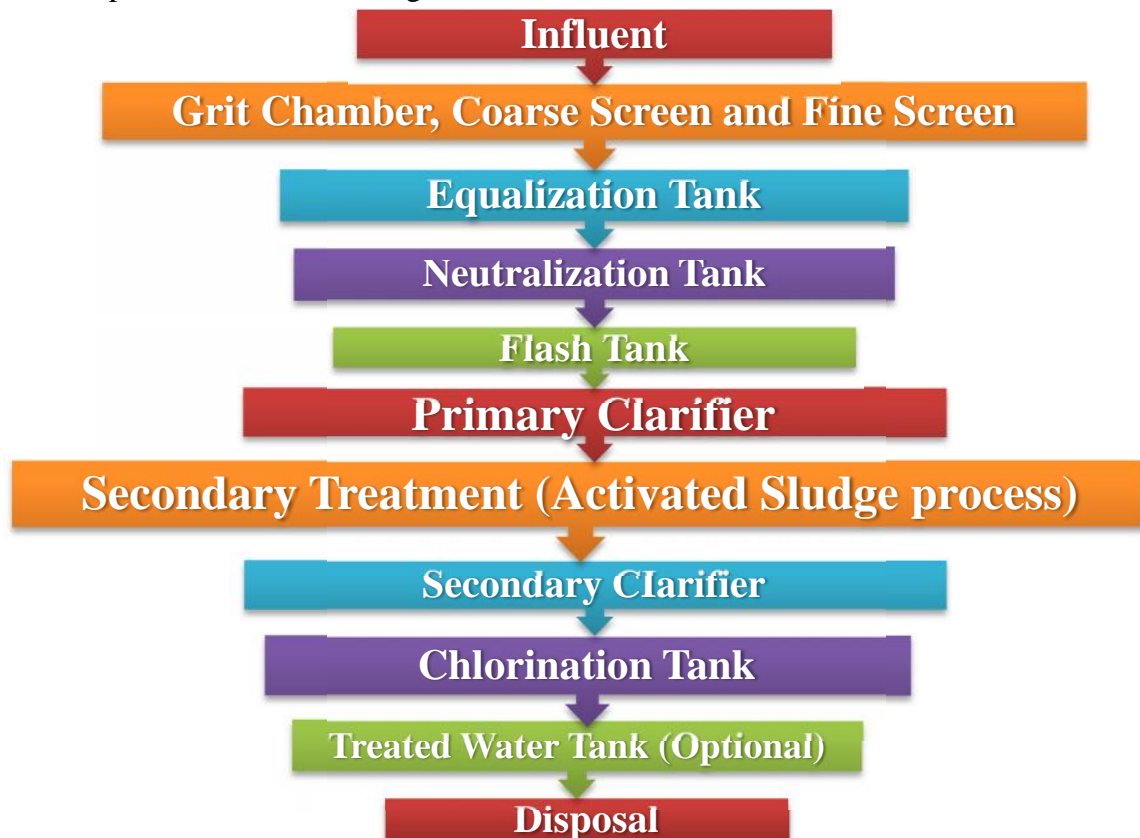 Influent
Grit Chamber, Coarse Screen and Fine Screen
Equalization Tank
Neutralization Tank
Flash Tank
Primary Clarifier
Secondary Treatment (Activated Sludge process)
Secondary Clarifier
Chlorination Tank
Treated Water Tank (Optional)
Disposal